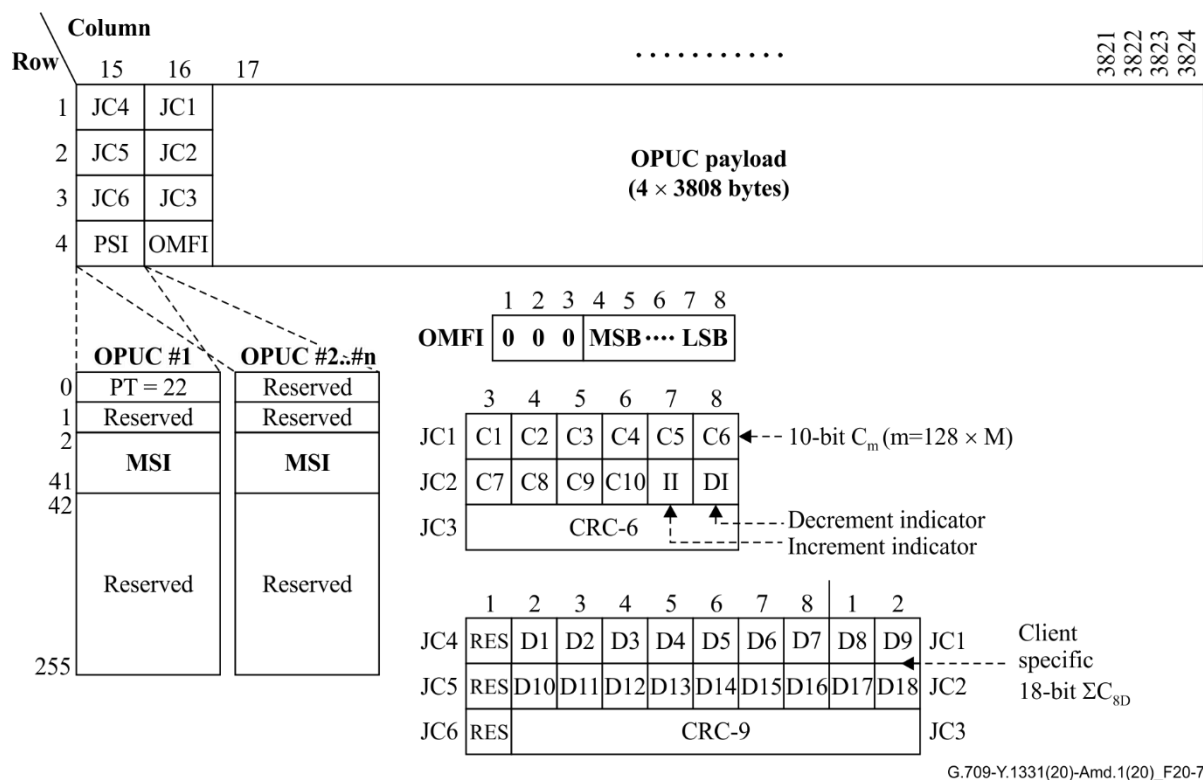 Column
Row
15 16 17 ........... 3821 3822 3823 3824
1 JC4 JC1
2 JC5 JC2
3 JC6 JC3
4 PSI OMFI
OPUC payload
(4 × 3808 bytes)
1 2 3 4 5 6 7 8
OMFI 0 0 0 MSB ···· LSB
OPUC #1 OPUC #2..#n
0 PT = 22 Reserved
1 Reserved Reserved
2
MSI MSI
41
42
Reserved Reserved
255
3 4 5 6 7 8
JC1 C1 C2 C3 C4 C5 C6 10-bit Cm (m=128 × M)
JC2 C7 C8 C9 C10 II DI
JC3 CRC-6
Decrement indicator
Increment indicator
1 2 3 4 5 6 7 8 1 2
JC4 RES D1 D2 D3 D4 D5 D6 D7 D8 D9 JC1
JC5 RES D10 D11 D12 D13 D14 D15 D16 D17 D18 JC2
JC6 RES CRC-9 JC3
Client
specific
18-bit ΣC8D
G.709-Y.1331(20)-Amd.1(20)_F20-7